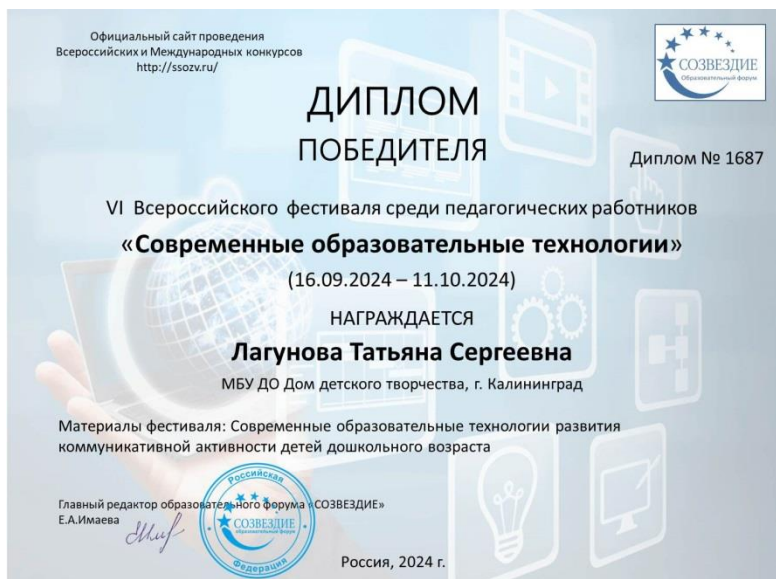 Официальный сайт проведения
Всероссийских и Международных конкурсов
http://ssozv.ru/
СОЗВЕЗДИЕ
Образовательный форум
ДИПЛОМ
ПОБЕДИТЕЛЯ
Диплом № 1687
VI Всероссийского фестиваля среди педагогических работников
«Современные образовательные технологии»
(16.09.2024 – 11.10.2024)
НАГРАЖДАЕТСЯ
Лагунова Татьяна Сергеевна
МБУ ДО Дом детского творчества, г. Калининград
Материалы фестиваля: Современные образовательные технологии развития
коммуникативной активности детей дошкольного возраста
Главный редактор образовательного форума «СОЗВЕЗДИЕ»
Е.А.Имаева
Российская
СОЗВЕЗДИЕ
образовательный форум
Федерация
Россия, 2024 г.